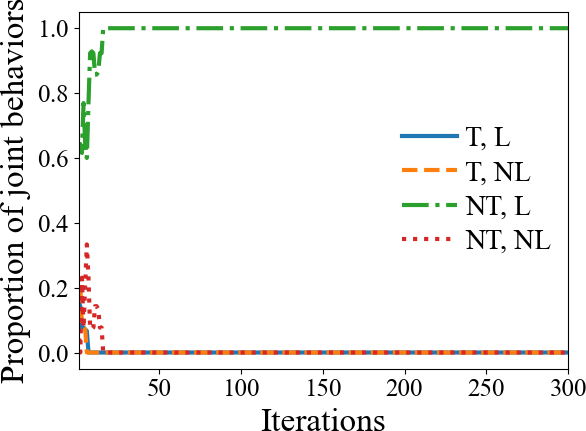 Proportion of joint behaviors
1.0
0.8
0.6
0.4
0.2
0.0
T, L
T, NL
NT, L
NT, NL
50 100 150 200 250 300
Iterations